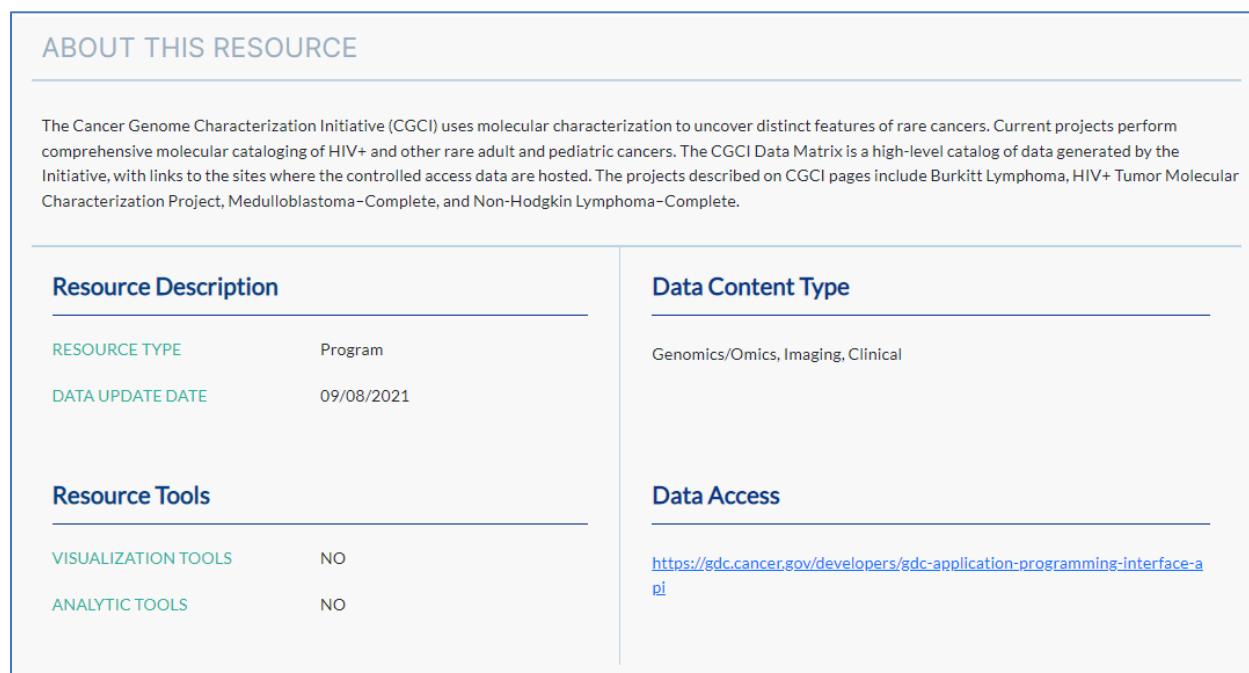 ABOUT THIS RESOURCE
The Cancer Genome Characterization Initiative (CGCI) uses molecular characterization to uncover distinct features of rare cancers. Current projects perform
comprehensive molecular cataloging of HIV+ and other rare adult and pediatric cancers. The CGCI Data Matrix is a high-level catalog of data generated by the
Initiative, with links to the sites where the controlled access data are hosted. The projects described on CGCI pages include Burkitt Lymphoma, HIV+ Tumor Molecular
Characterization Project, Medulloblastoma–Complete, and Non-Hodgkin Lymphoma–Complete.
Resource Description
RESOURCE TYPE Program
DATA UPDATE DATE 09/08/2021
Data Content Type
Genomics/Omics, Imaging, Clinical
Resource Tools
VISUALIZATION TOOLS NO
ANALYTIC TOOLS NO
Data Access
https://gdc.cancer.gov/developers/gdc-application-programming-interface-a
pi